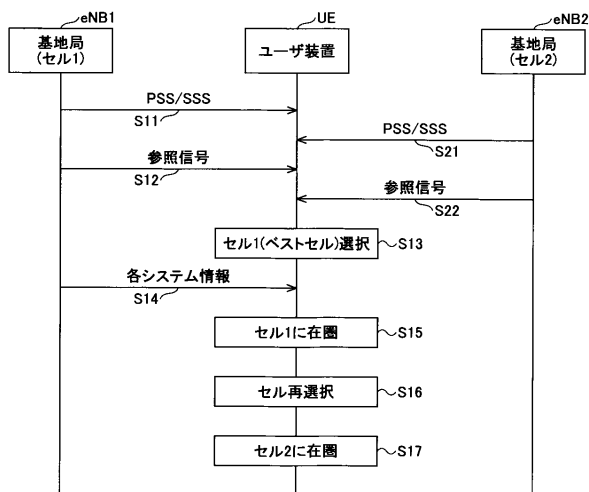 eNB1
UE
eNB2
基地局
(セル1)
ユーザ装置
基地局
(セル2)
PSS/SSS
S11
PSS/SSS
S21
参照信号
S12
参照信号
S22
セル1(ベストセル)選択
S13
各システム情報
S14
セル1に在圏
S15
セル再選択
S16
セル2に在圏
S17